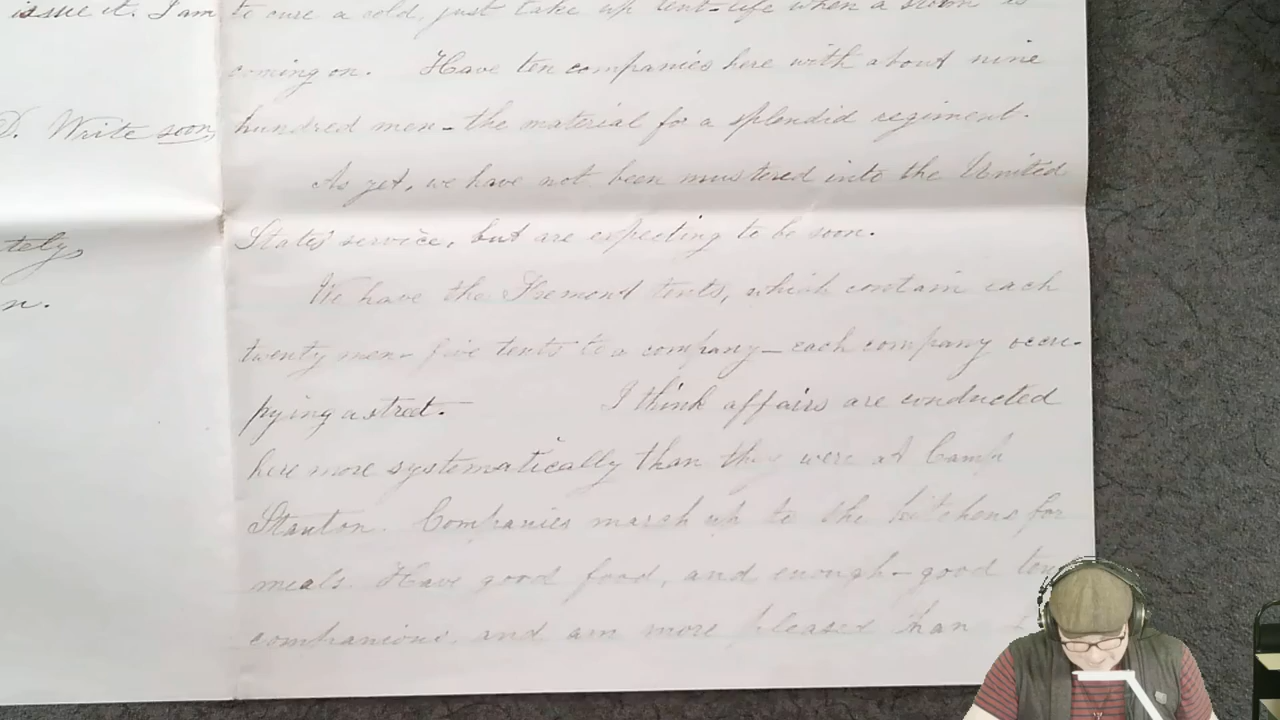 issue it. I am
D. Write soon,
tely
n.
to cure a cold, just take up tent-life when a storm is
coming on. Have ten companies here with about nine
hundred men - the material for a splendid regiment.
As yet, we have not been mustered into the United
States' service, but are expecting to be soon.
We have the Fremont tents, which contain each
twenty men - five tents to a company - each company occu-
pying a street. I think affairs are conducted
here more systematically than they were at Camp
Stanton. Companies march up to the kitchens for
meals. Have good food, and enough - good tent
companions, and am more pleased than